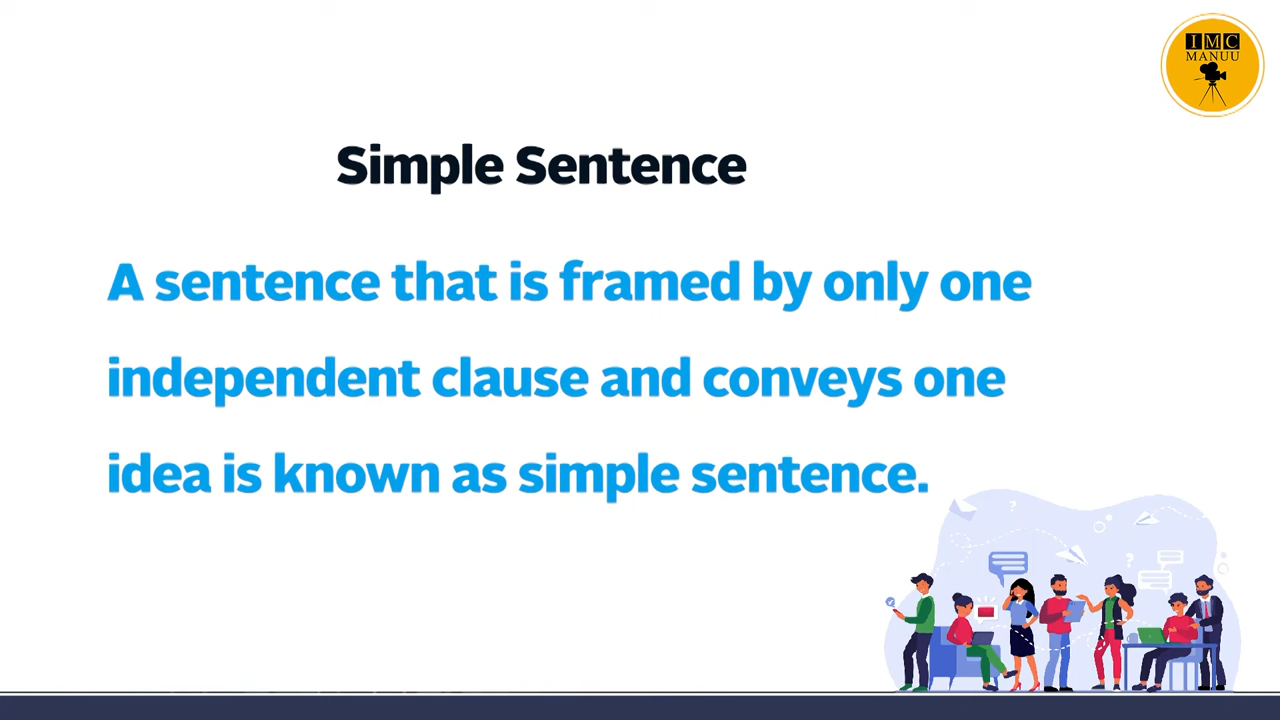 IMC
MANUU
Simple Sentence
A sentence that is framed by only one
independent clause and conveys one
idea is known as simple sentence.